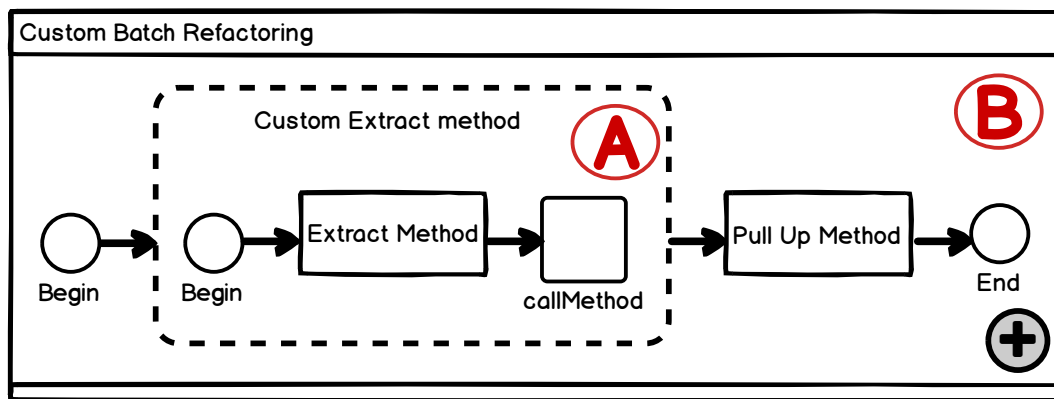 Custom Batch Refactoring
B
Custom Extract method
A
Extract Method
Pull Up Method
Begin
Begin
callMethod
End
+